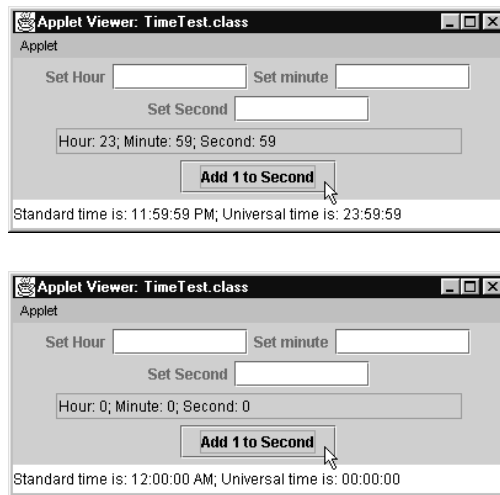 Applet Viewer: TimeTest.class
Applet
Set Hour Set minute
Set Second
Hour: 23; Minute: 59; Second: 59
Add 1 to Second
Standard time is: 11:59:59 PM; Universal time is: 23:59:59
Applet Viewer: TimeTest.class
Applet
Set Hour Set minute
Set Second
Hour: 0; Minute: 0; Second: 0
Add 1 to Second
Standard time is: 12:00:00 AM; Universal time is: 00:00:00